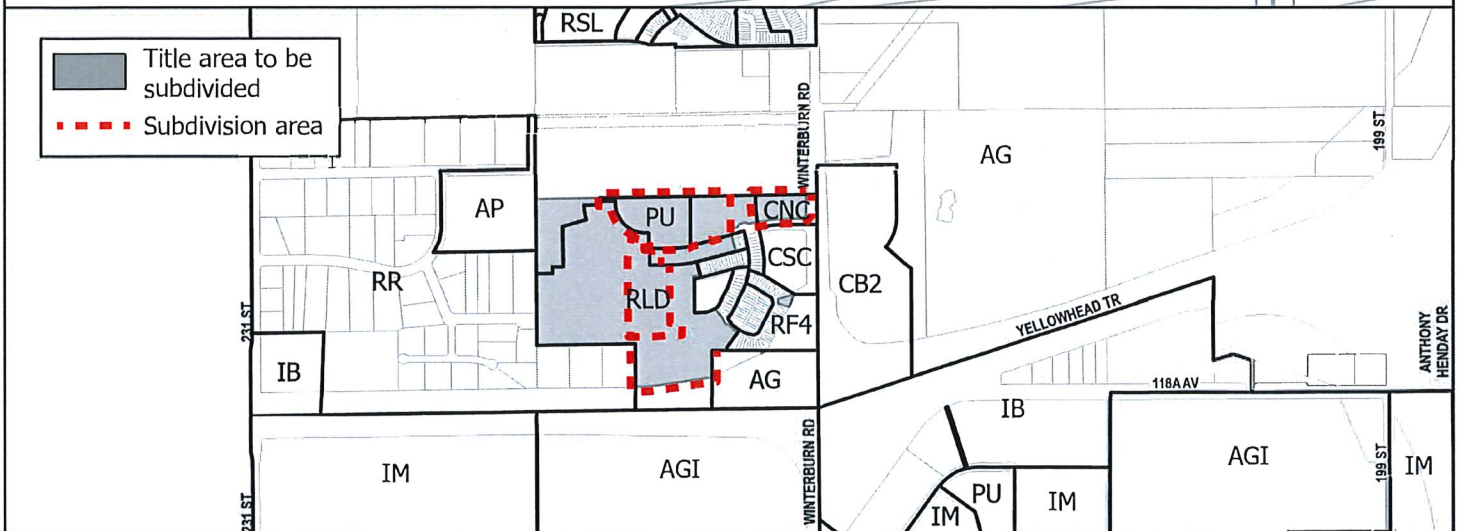 RSL
Title area to be
subdivided
Subdivision area
WINTERBURN RD
199 ST
AG
AP
PU
CNC
RR
RLD
CSC
CB2
231 ST
RF4
YELLOWHEAD TR
ANTHONY
HENDAY DR
IB
AG
118A AV
IB
IM
AGI
WINTERBURN RD
AGI
199 ST
IM
231 ST
PU
IM
IM